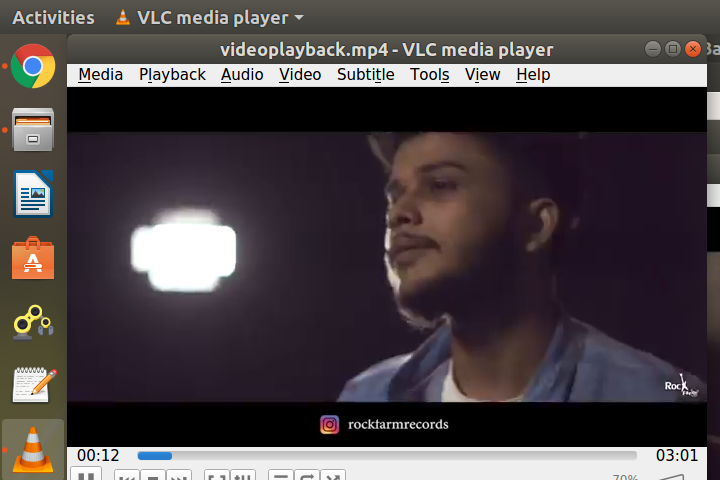 Activities VLC media player
videoplayback.mp4 - VLC media player
Media Playback Audio Video Subtitle Tools View Help
Rock
rockfarmrecords
00:12 03:01
70%